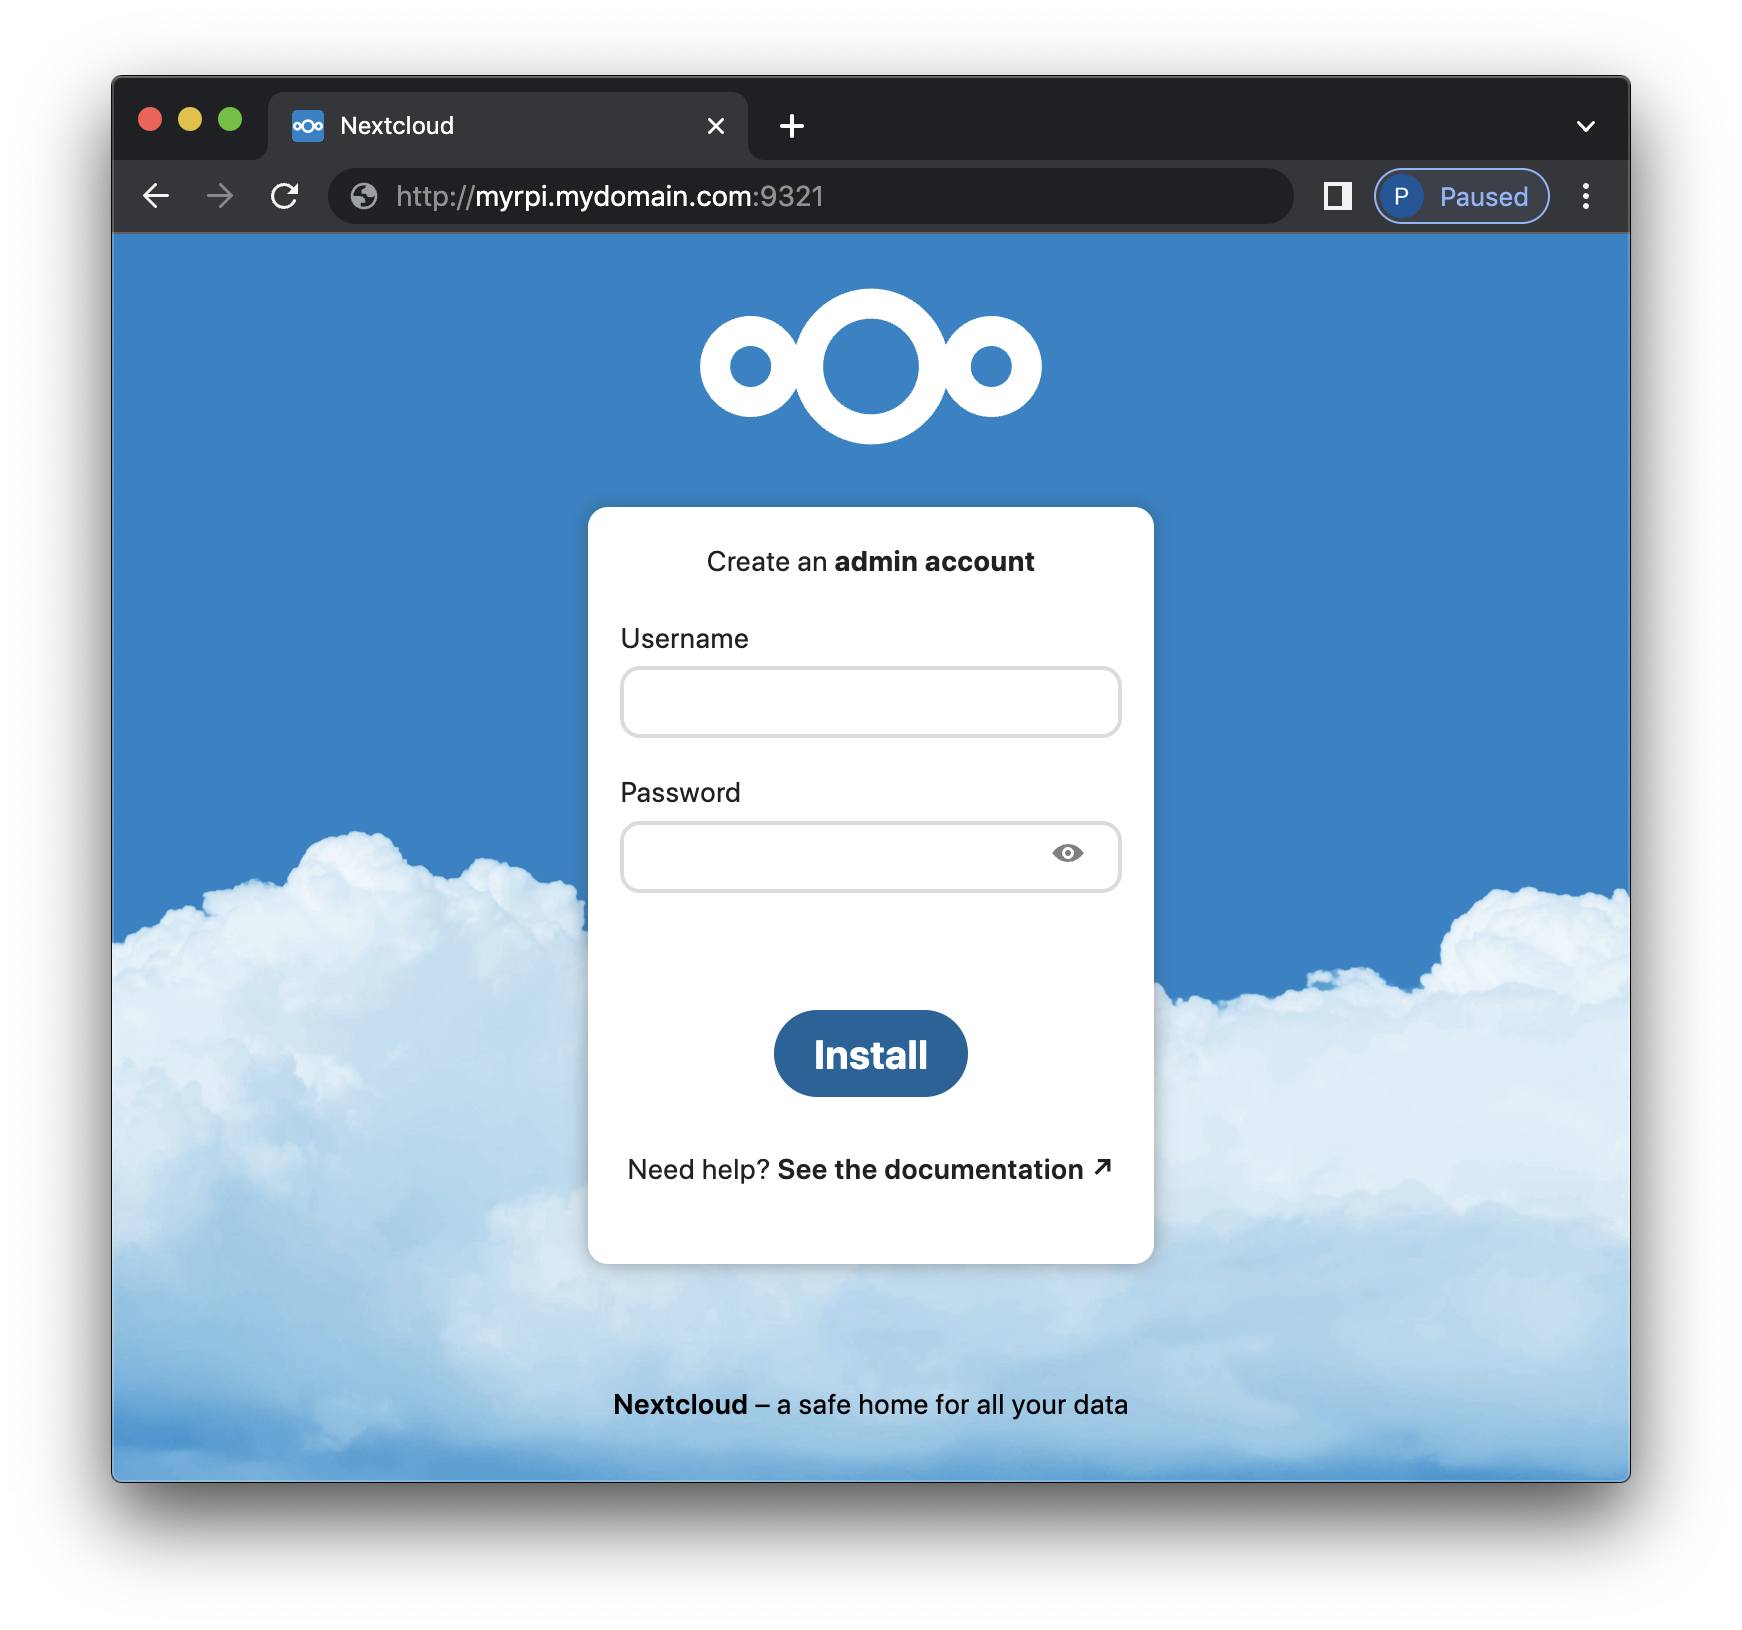 Nextcloud
http://myrpi.mydomain.com:9321
P Paused
Create an admin account
Username
Password
Install
Need help? See the documentation ↗
Nextcloud – a safe home for all your data